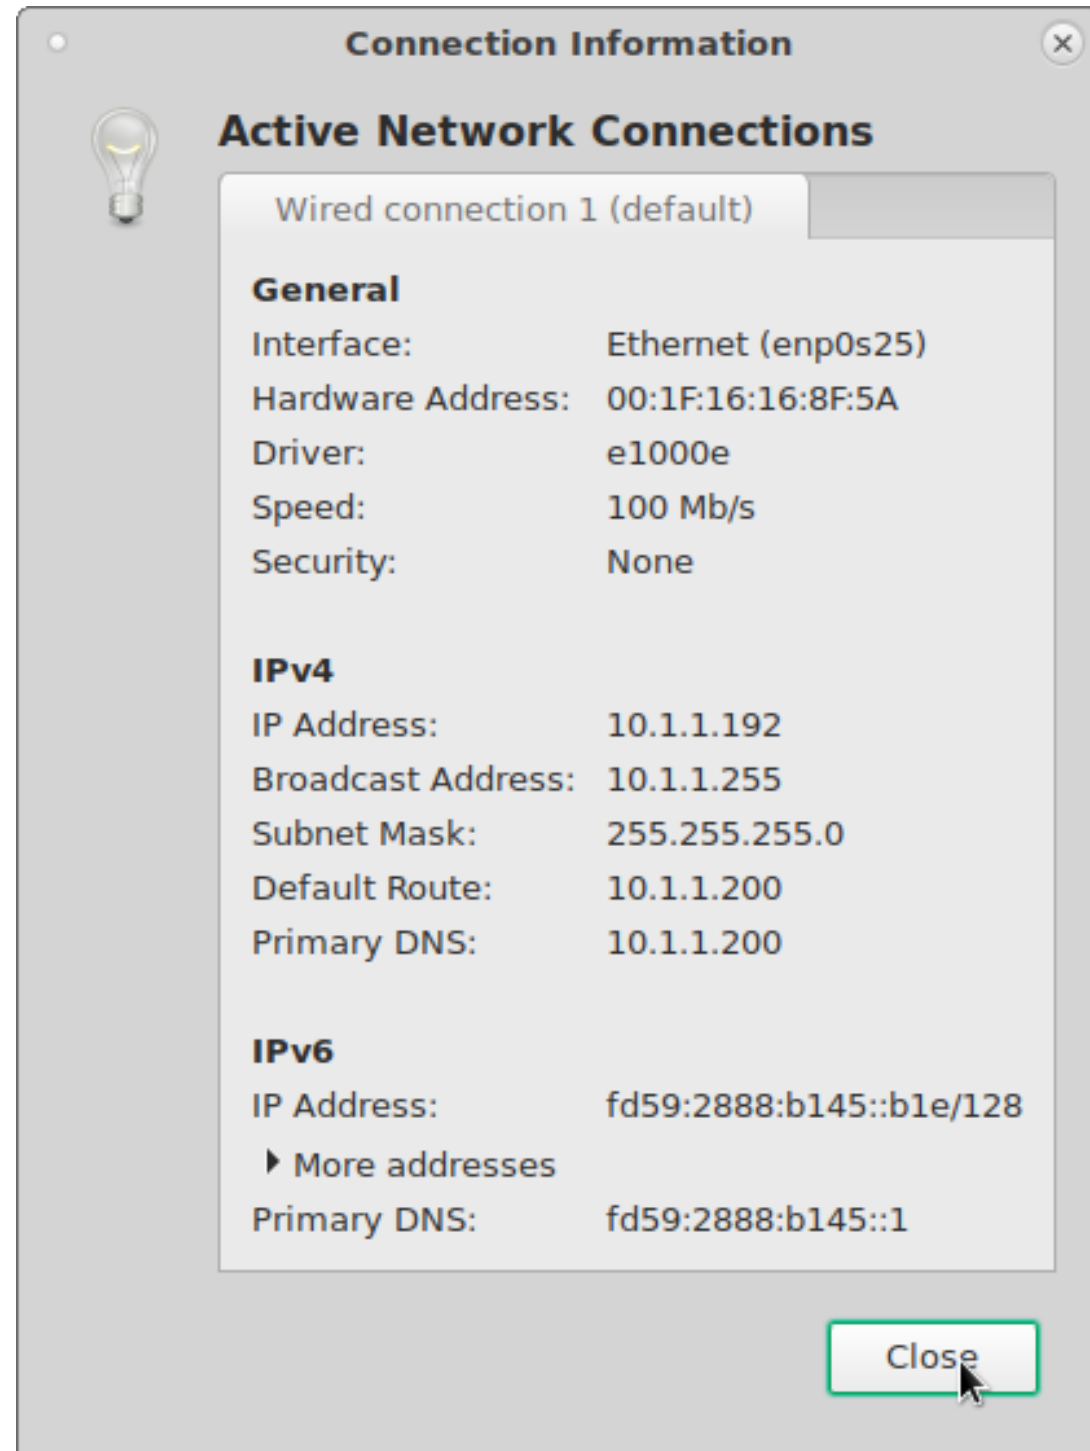 Connection Information
Active Network Connections
Wired connection 1 (default)
General
Interface: Ethernet (enp0s25)
Hardware Address: 00:1F:16:16:8F:5A
Driver: e1000e
Speed: 100 Mb/s
Security: None
IPv4
IP Address: 10.1.1.192
Broadcast Address: 10.1.1.255
Subnet Mask: 255.255.255.0
Default Route: 10.1.1.200
Primary DNS: 10.1.1.200
IPv6
IP Address: fd59:2888:b145::b1e/128
More addresses
Primary DNS: fd59:2888:b145::1
Close